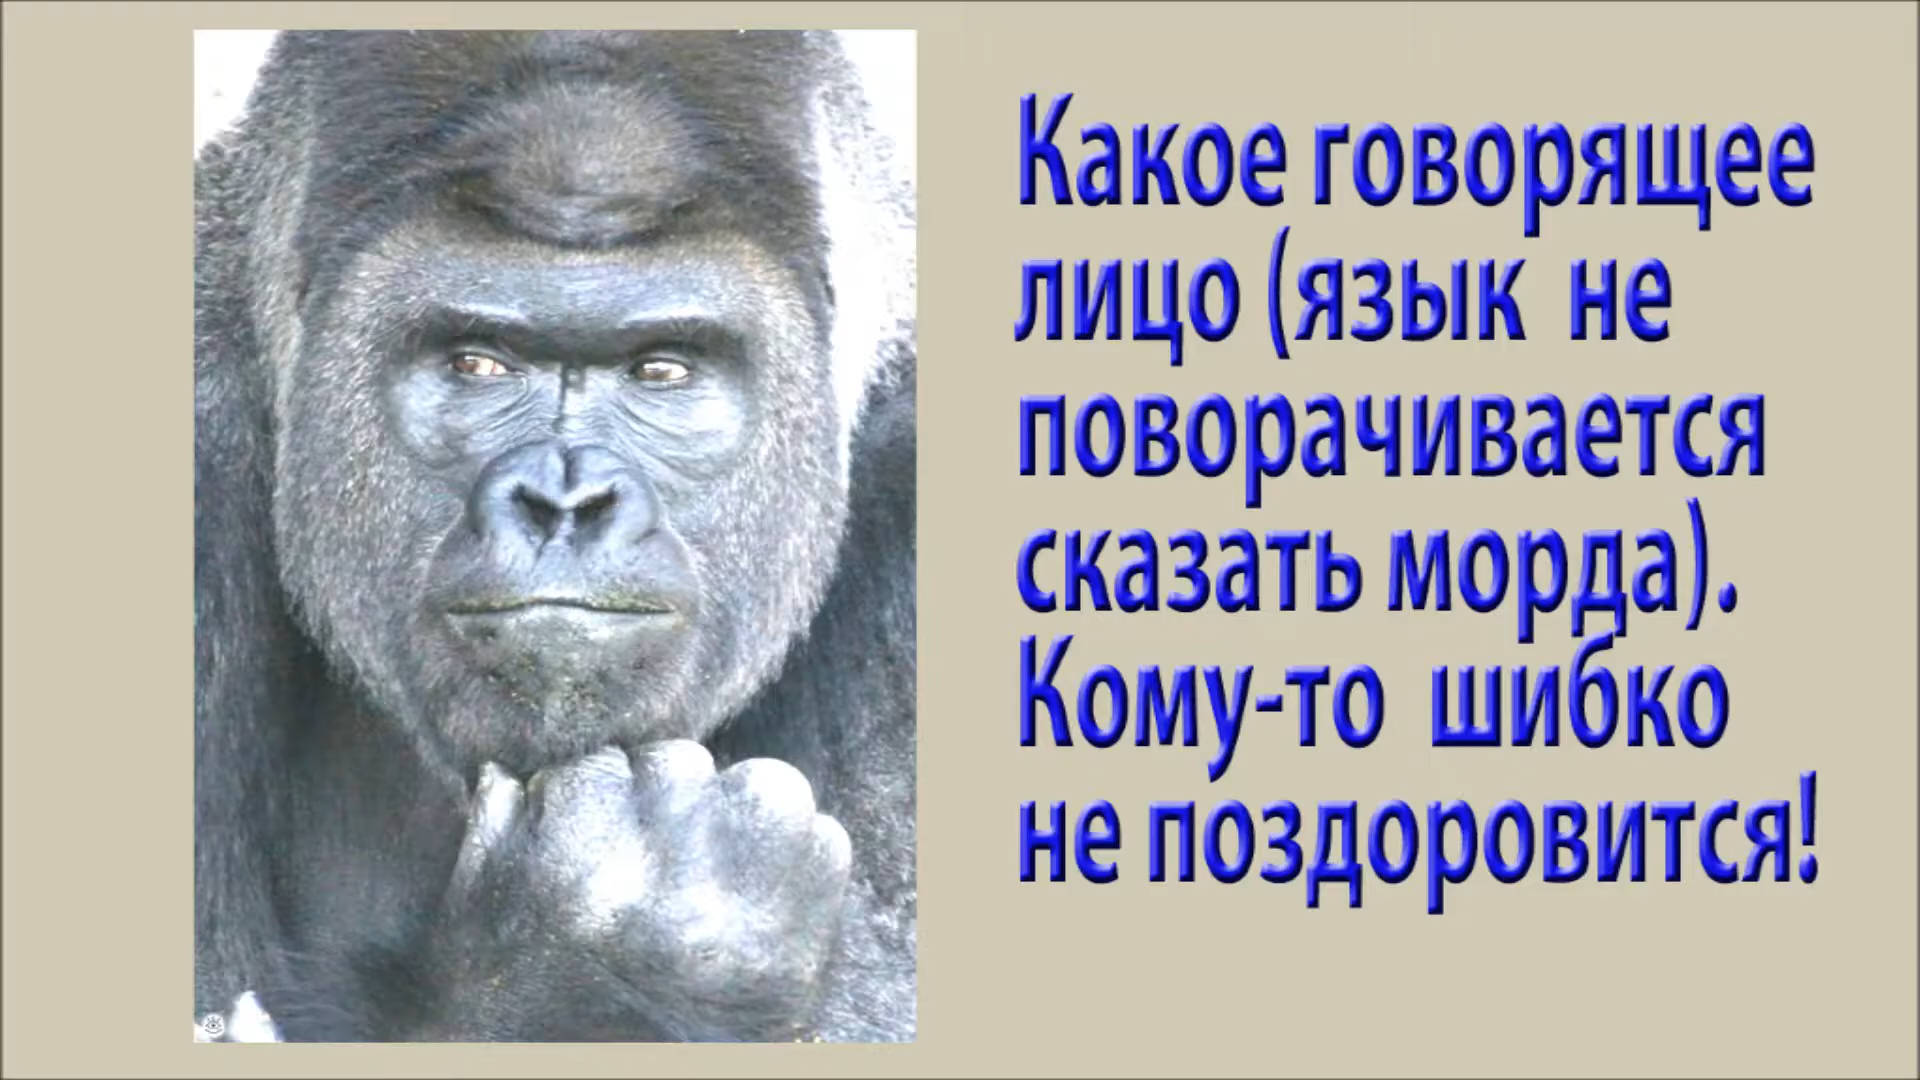 Какое говорящее
лицо (язык не
поворачивается
сказать морда).
Кому-то шибко
не поздоровится!